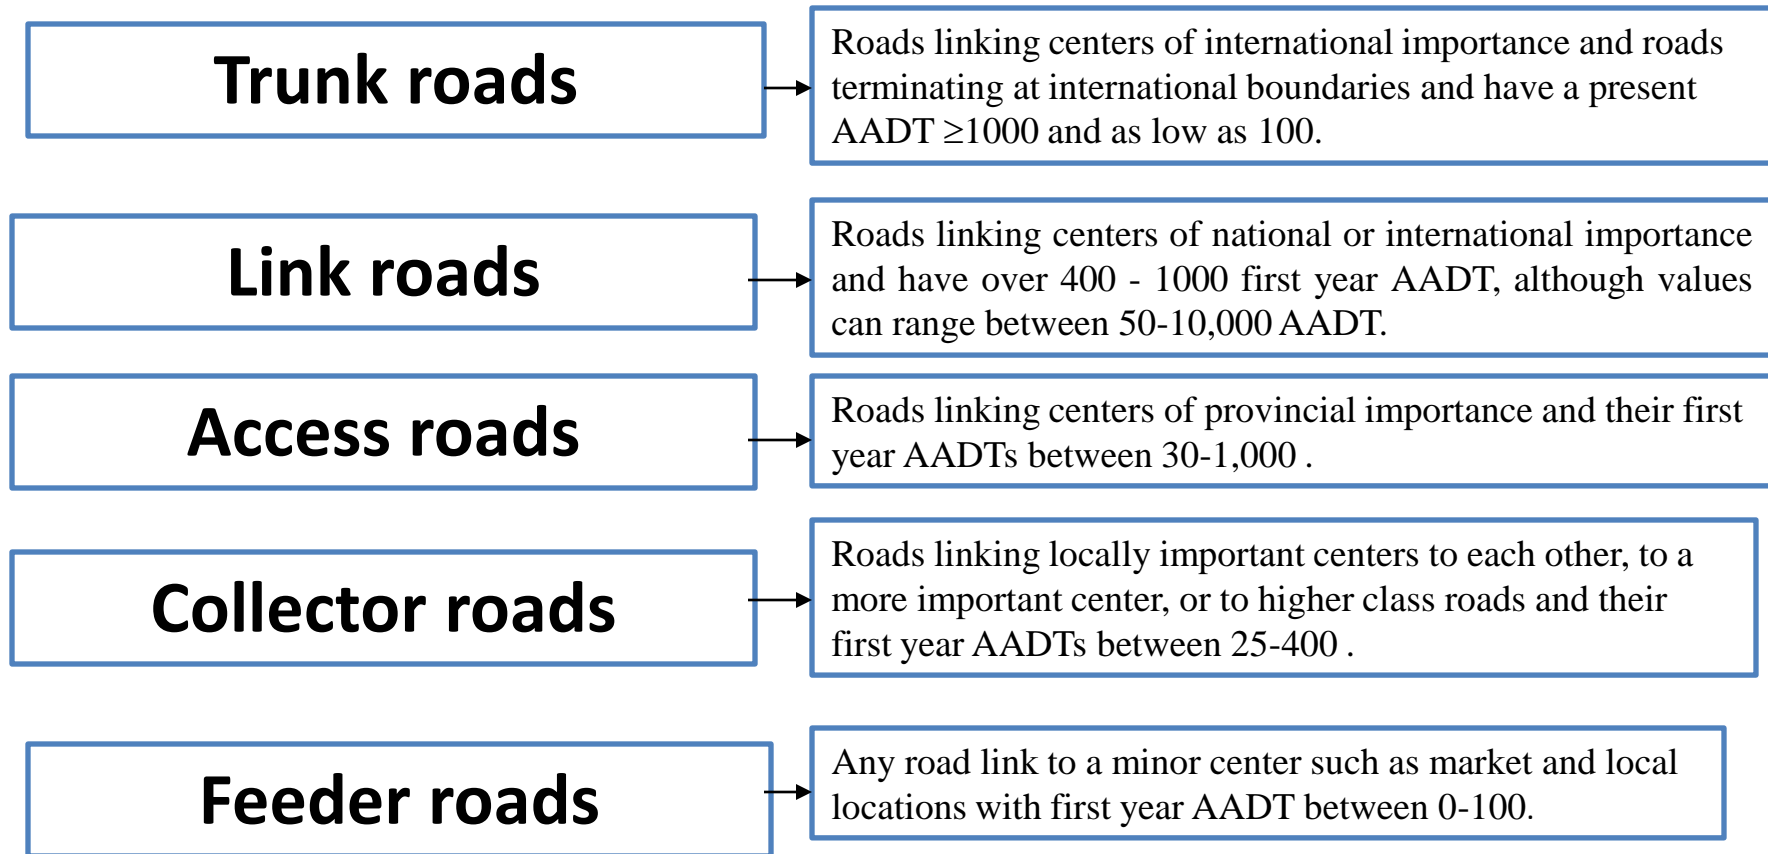 Trunk roads
Roads linking centers of international importance and roads
terminating at international boundaries and have a present
AADT ≥1000 and as low as 100.
Link roads
Roads linking centers of national or international importance
and have over 400 - 1000 first year AADT, although values
can range between 50-10,000 AADT.
Access roads
Roads linking centers of provincial importance and their first
year AADTs between 30-1,000 .
Collector roads
Roads linking locally important centers to each other, to a
more important center, or to higher class roads and their
first year AADTs between 25-400 .
Feeder roads
Any road link to a minor center such as market and local
locations with first year AADT between 0-100.